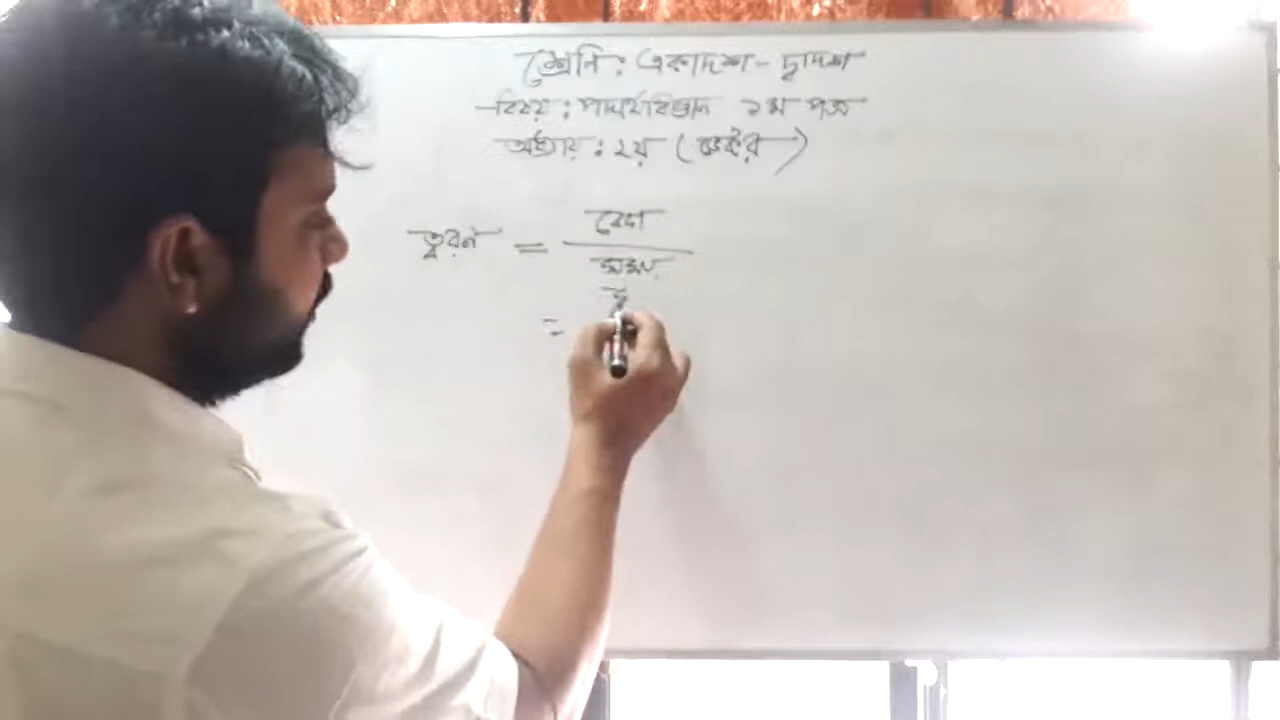 শ্রেণি : একাদশ - দ্বাদশ
বিষয় : পদার্থবিজ্ঞান ১ম পত্র
অধ্যায় : ২য় (ভেক্টর)
ত্বরণ = বেগ
সময়
=